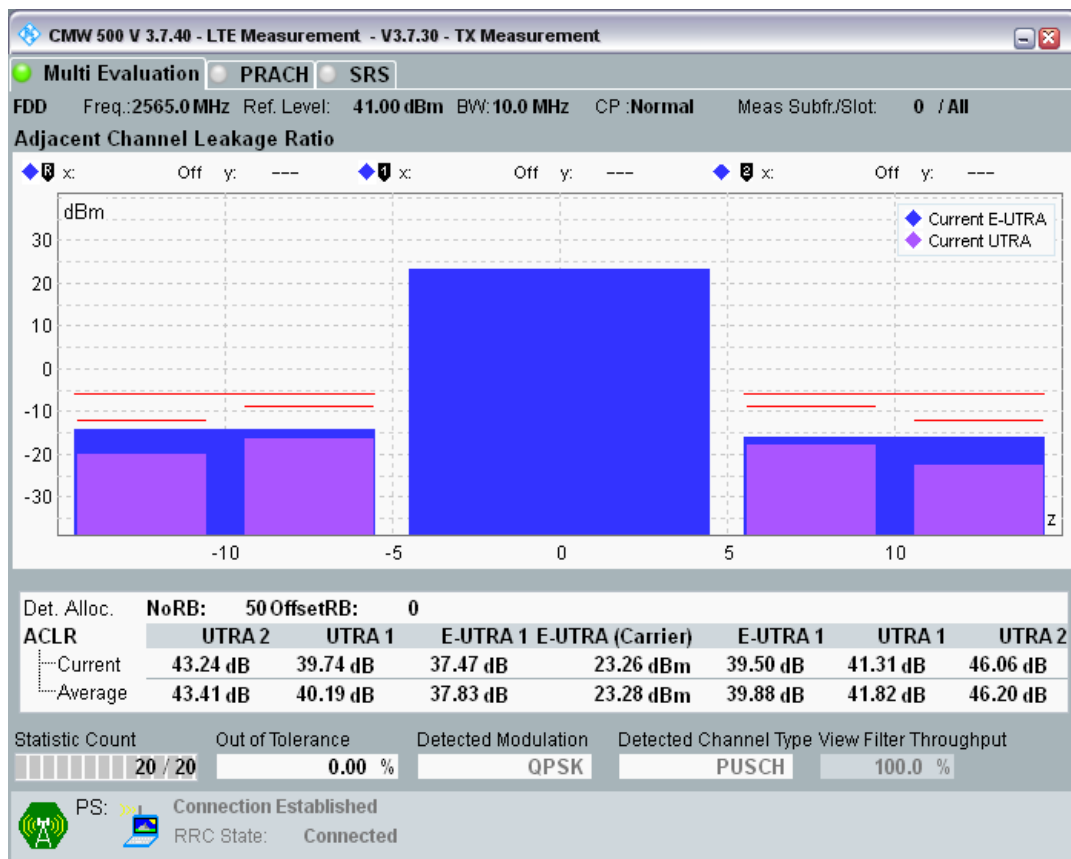 CMW 500 V 3.7.40 - LTE Measurement - V3.7.30 - TX Measurement
Multi Evaluation PRACH SRS
FDD Freq.:2565.0 MHz Ref. Level: 41.00 dBm BW: 10.0 MHz CP :Normal Meas Subfr./Slot: 0 / All
Adjacent Channel Leakage Ratio
R x: Off y: --- 1 x: Off y: --- 2 x: Off y: ---
dBm
Current E-UTRA
Current UTRA
30
20
10
0
-10
-20
-30
z
-10 -5 0 5 10
Det. Alloc. NoRB: 50 OffsetRB: 0
ACLR UTRA 2 UTRA 1 E-UTRA 1 E-UTRA (Carrier) E-UTRA 1 UTRA 1 UTRA 2
Current 43.24 dB 39.74 dB 37.47 dB 23.26 dBm 39.50 dB 41.31 dB 46.06 dB
Average 43.41 dB 40.19 dB 37.83 dB 23.28 dBm 39.88 dB 41.82 dB 46.20 dB
Statistic Count Out of Tolerance Detected Modulation Detected Channel Type View Filter Throughput
20 / 20 0.00 % QPSK PUSCH 100.0 %
PS: Connection Established
RRC State: Connected